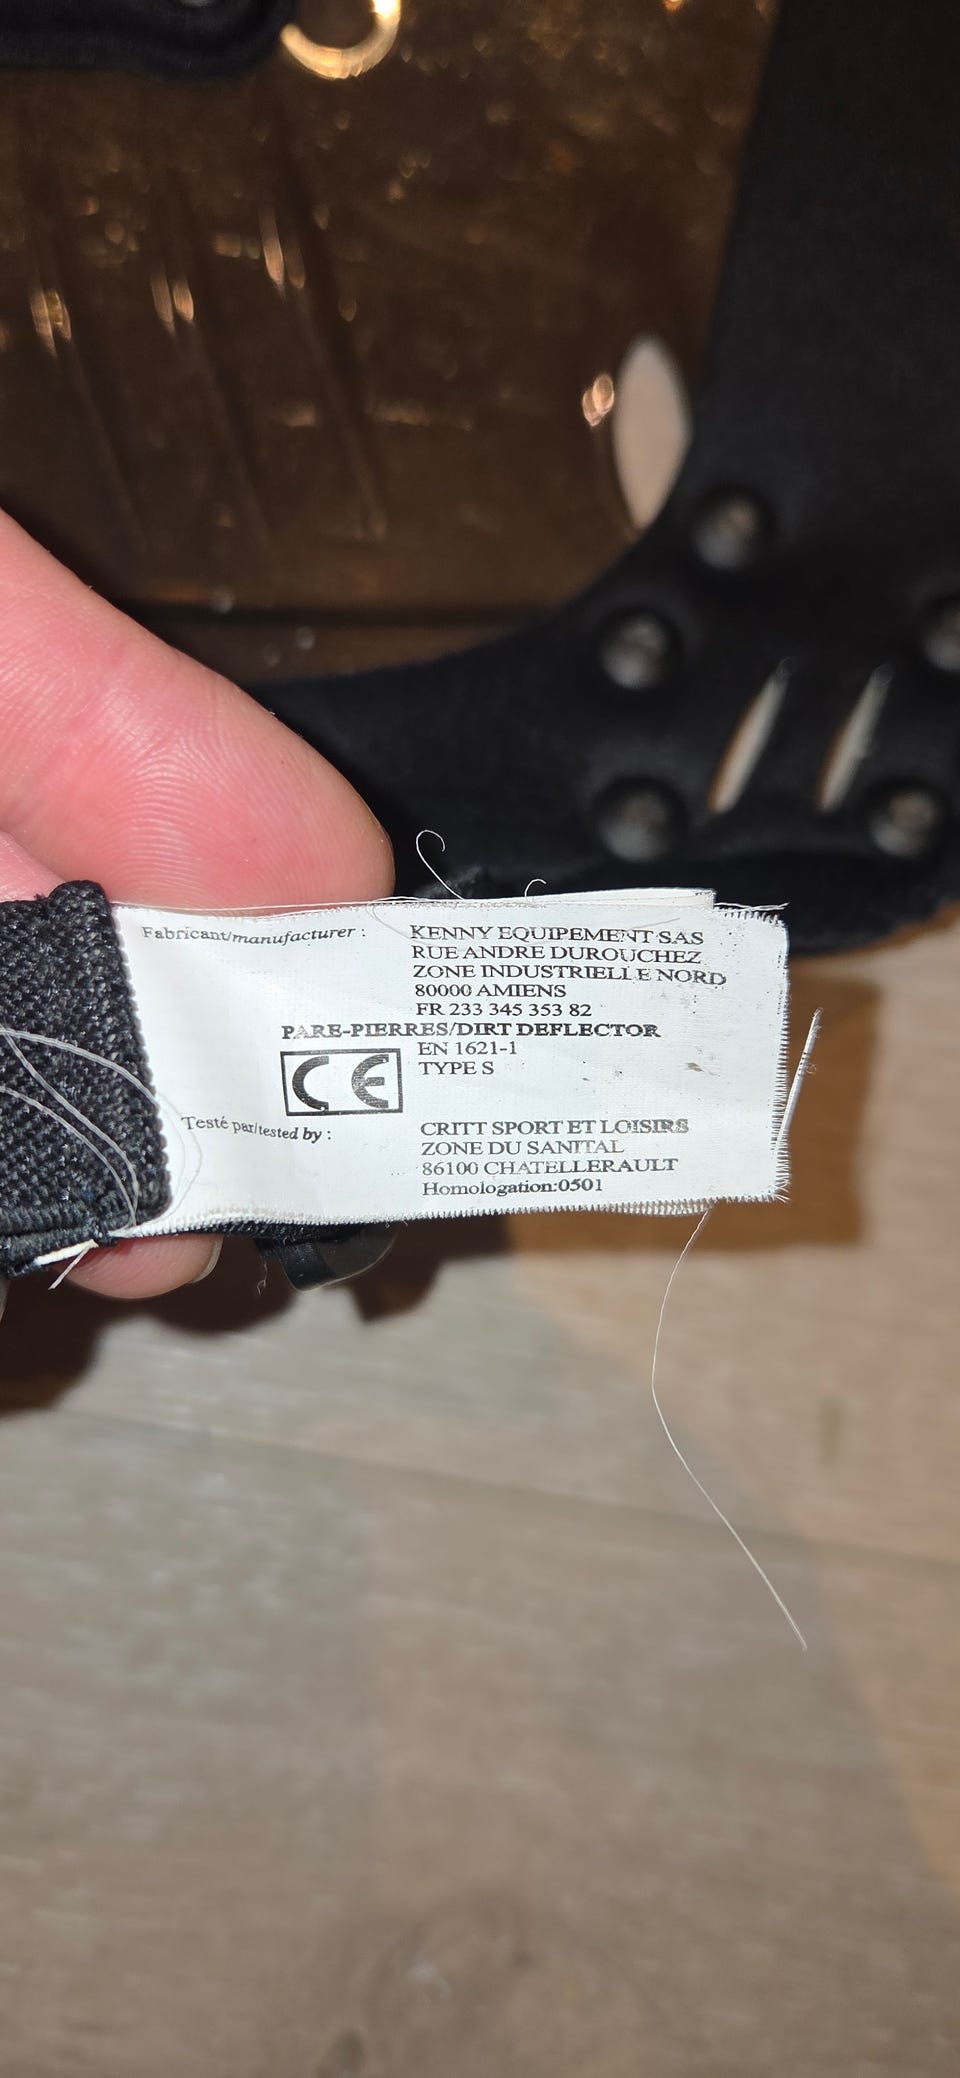 Fabricant/manufacturer : KENNY EQUIPEMENT SAS
RUE ANDRE DUROUCHEZ
ZONE INDUSTRIELLE NORD
80000 AMIENS
FR 233 345 353 82
PARE-PIERRES/DIRT DEFLECTOR
EN 1621-1
CE TYPE S
Testé par/tested by : CRITT SPORT ET LOISIRS
ZONE DU SANITAL
86100 CHATELLERAULT
Homologation:0501